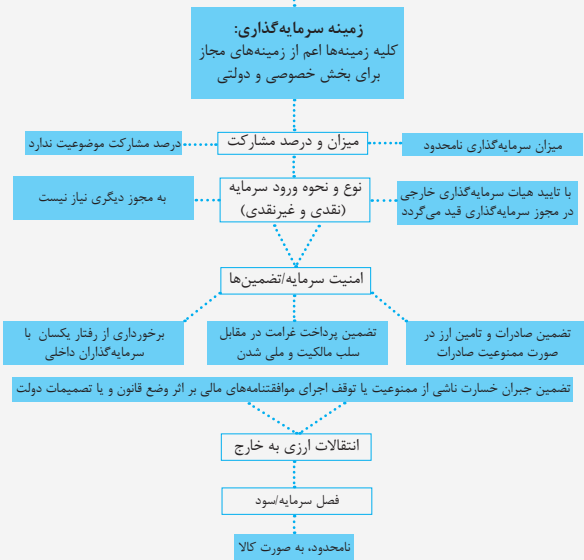 زمینه سرمایه‌گذاری:
کلیه زمینه‌ها اعم از زمینه‌های مجاز
برای بخش خصوصی و دولتی
میزان سرمایه‌گذاری نامحدود
میزان و درصد مشارکت
درصد مشارکت موضوعیت ندارد
با تایید هیات سرمایه‌گذاری خارجی
در مجوز سرمایه‌گذاری قید می‌گردد
نوع و نحوه ورود سرمایه
(نقدی و غیرنقدی)
به مجوز دیگری نیاز نیست
امنیت سرمایه/تضمین‌ها
تضمین صادرات و تامین ارز در
صورت ممنوعیت صادرات
تضمین پرداخت غرامت در مقابل
سلب مالکیت و ملی شدن
برخورداری از رفتار یکسان با
سرمایه‌گذاران داخلی
تضمین جبران خسارت ناشی از ممنوعیت یا توقف اجرای موافقتنامه‌های مالی بر اثر وضع قانون و یا تصمیمات دولت
انتقالات ارزی به خارج
فصل سرمایه/سود
نامحدود، به صورت کالا